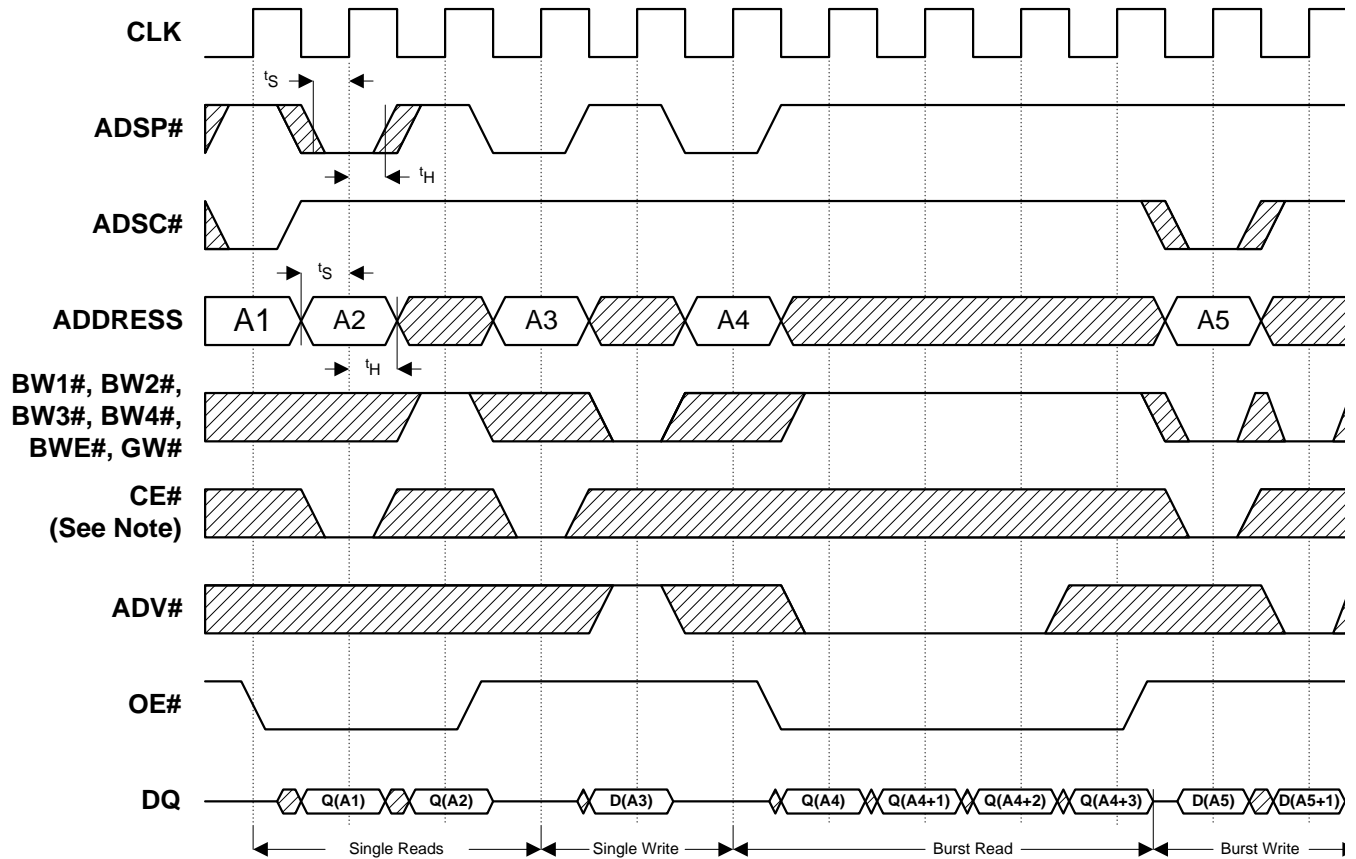 CLK
tS
ADSP#
tH
ADSC#
tS
ADDRESS
A1
A2
A3
A4
A5
tH
BW1#, BW2#,
BW3#, BW4#,
BWE#, GW#
CE#
(See Note)
ADV#
OE#
DQ
Q(A1)
Q(A2)
D(A3)
Q(A4)
Q(A4+1)
Q(A4+2)
Q(A4+3)
D(A5)
D(A5+1)
Single Reads
Single Write
Burst Read
Burst Write